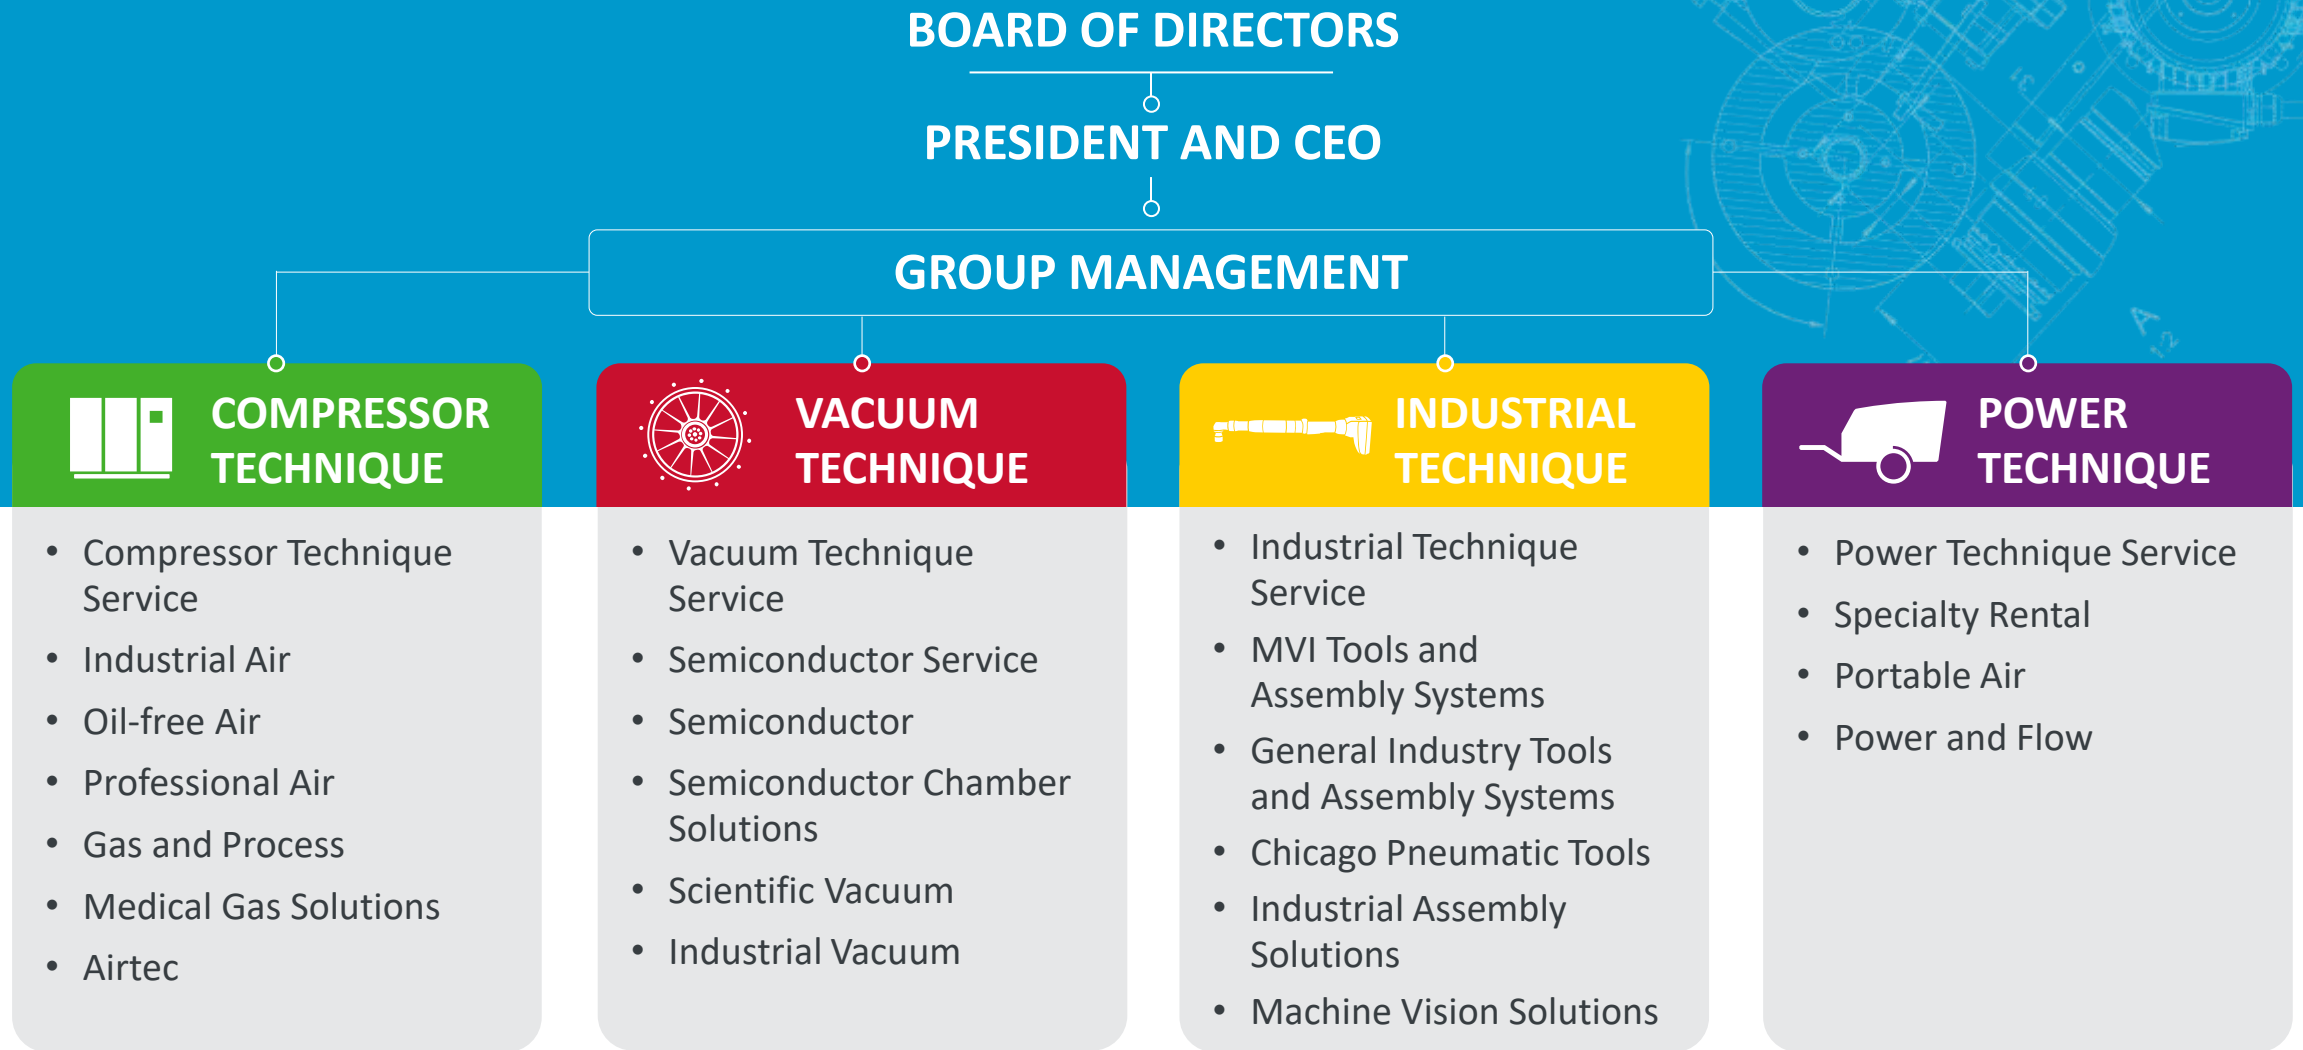 BOARD OF DIRECTORS
PRESIDENT AND CEO
GROUP MANAGEMENT
COMPRESSOR
TECHNIQUE
• Compressor Technique
Service
• Industrial Air
• Oil-free Air
• Professional Air
• Gas and Process
• Medical Gas Solutions
• Airtec
VACUUM
TECHNIQUE
• Vacuum Technique
Service
• Semiconductor Service
• Semiconductor
• Semiconductor Chamber
Solutions
• Scientific Vacuum
• Industrial Vacuum
INDUSTRIAL
TECHNIQUE
• Industrial Technique
Service
• MVI Tools and
Assembly Systems
• General Industry Tools
and Assembly Systems
• Chicago Pneumatic Tools
• Industrial Assembly
Solutions
• Machine Vision Solutions
POWER
TECHNIQUE
• Power Technique Service
• Specialty Rental
• Portable Air
• Power and Flow